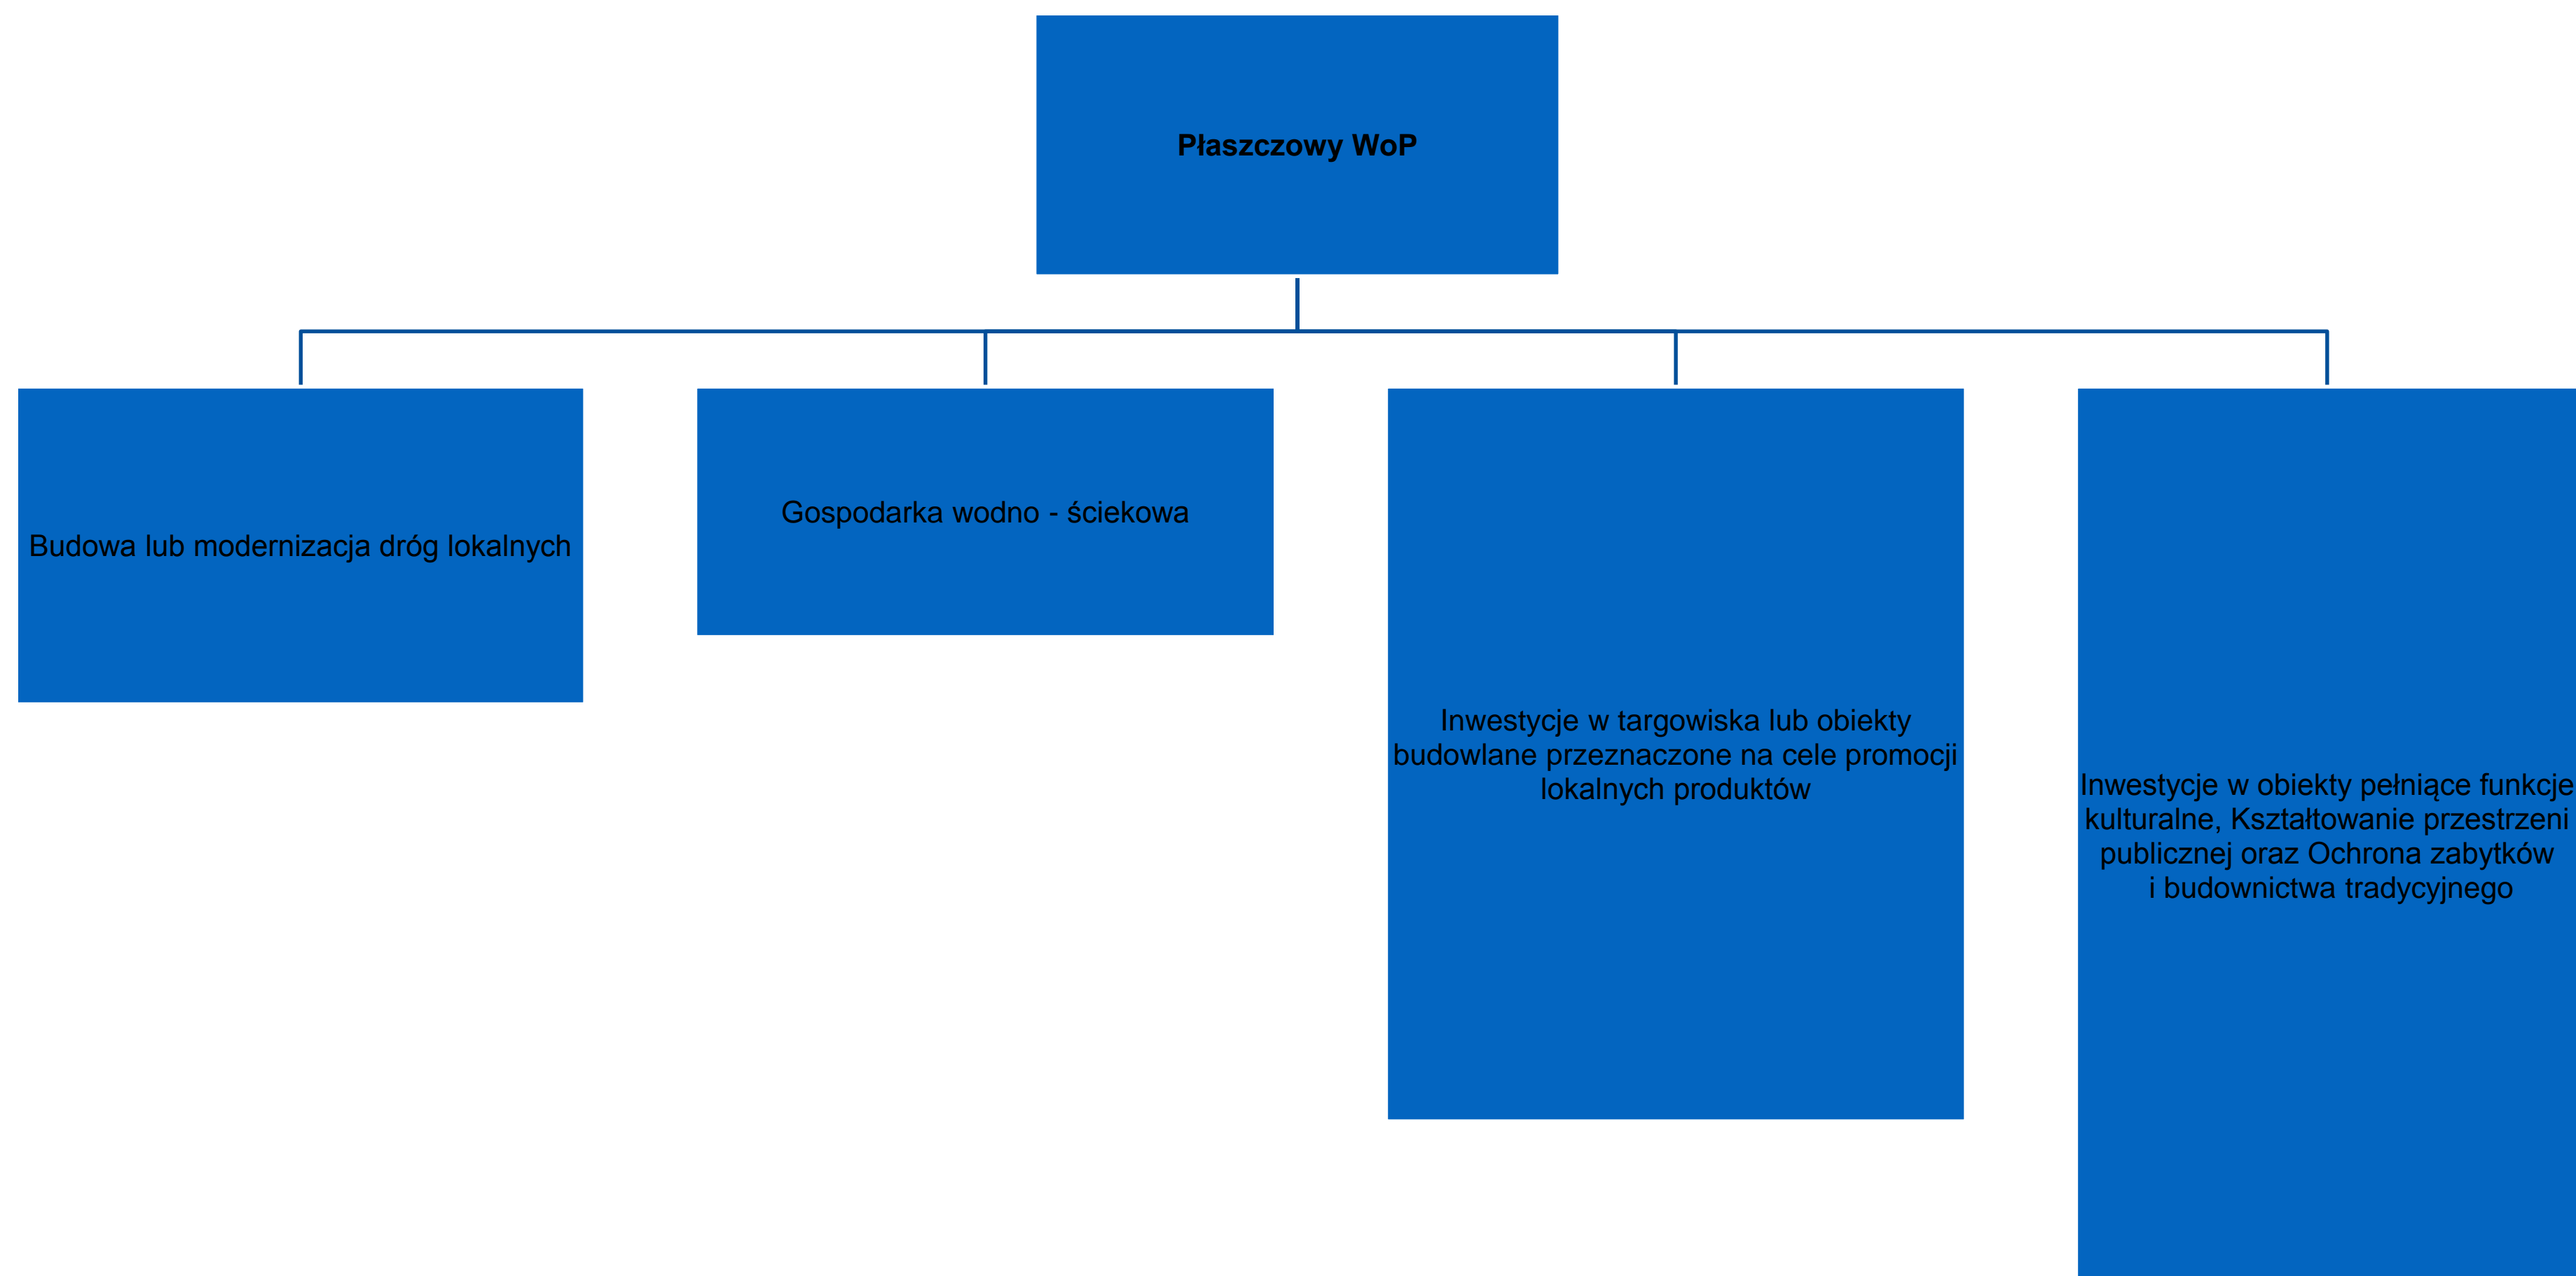 Płaszczowy WoP
Budowa lub modernizacja dróg lokalnych
Gospodarka wodno - ściekowa
Inwestycje w targowiska lub obiekty
budowlane przeznaczone na cele promocji
lokalnych produktów
Inwestycje w obiekty pełniące funkcje
kulturalne, Kształtowanie przestrzeni
publicznej oraz Ochrona zabytków
i budownictwa tradycyjnego